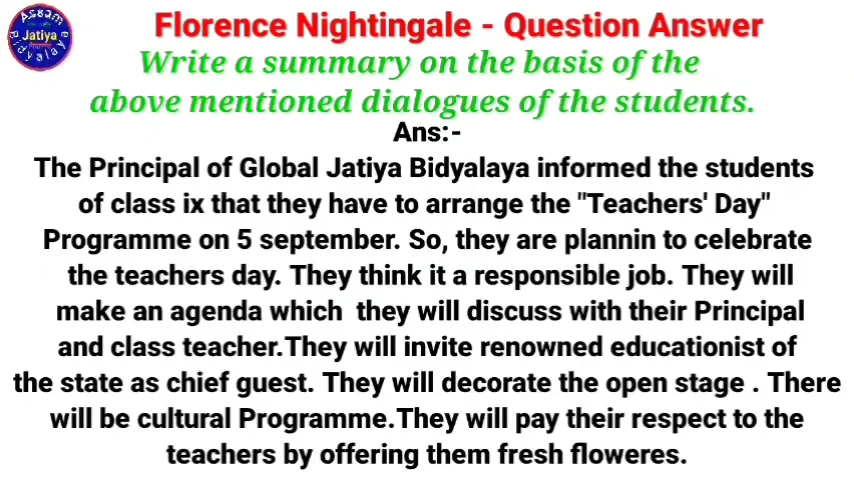 Assam
Jatiya
Bidyalaya
Florence Nightingale - Question Answer
Write a summary on the basis of the
above mentioned dialogues of the students.
Ans:-
The Principal of Global Jatiya Bidyalaya informed the students
of class ix that they have to arrange the "Teachers' Day"
Programme on 5 september. So, they are plannin to celebrate
the teachers day. They think it a responsible job. They will
make an agenda which they will discuss with their Principal
and class teacher.They will invite renowned educationist of
the state as chief guest. They will decorate the open stage . There
will be cultural Programme.They will pay their respect to the
teachers by offering them fresh floweres.